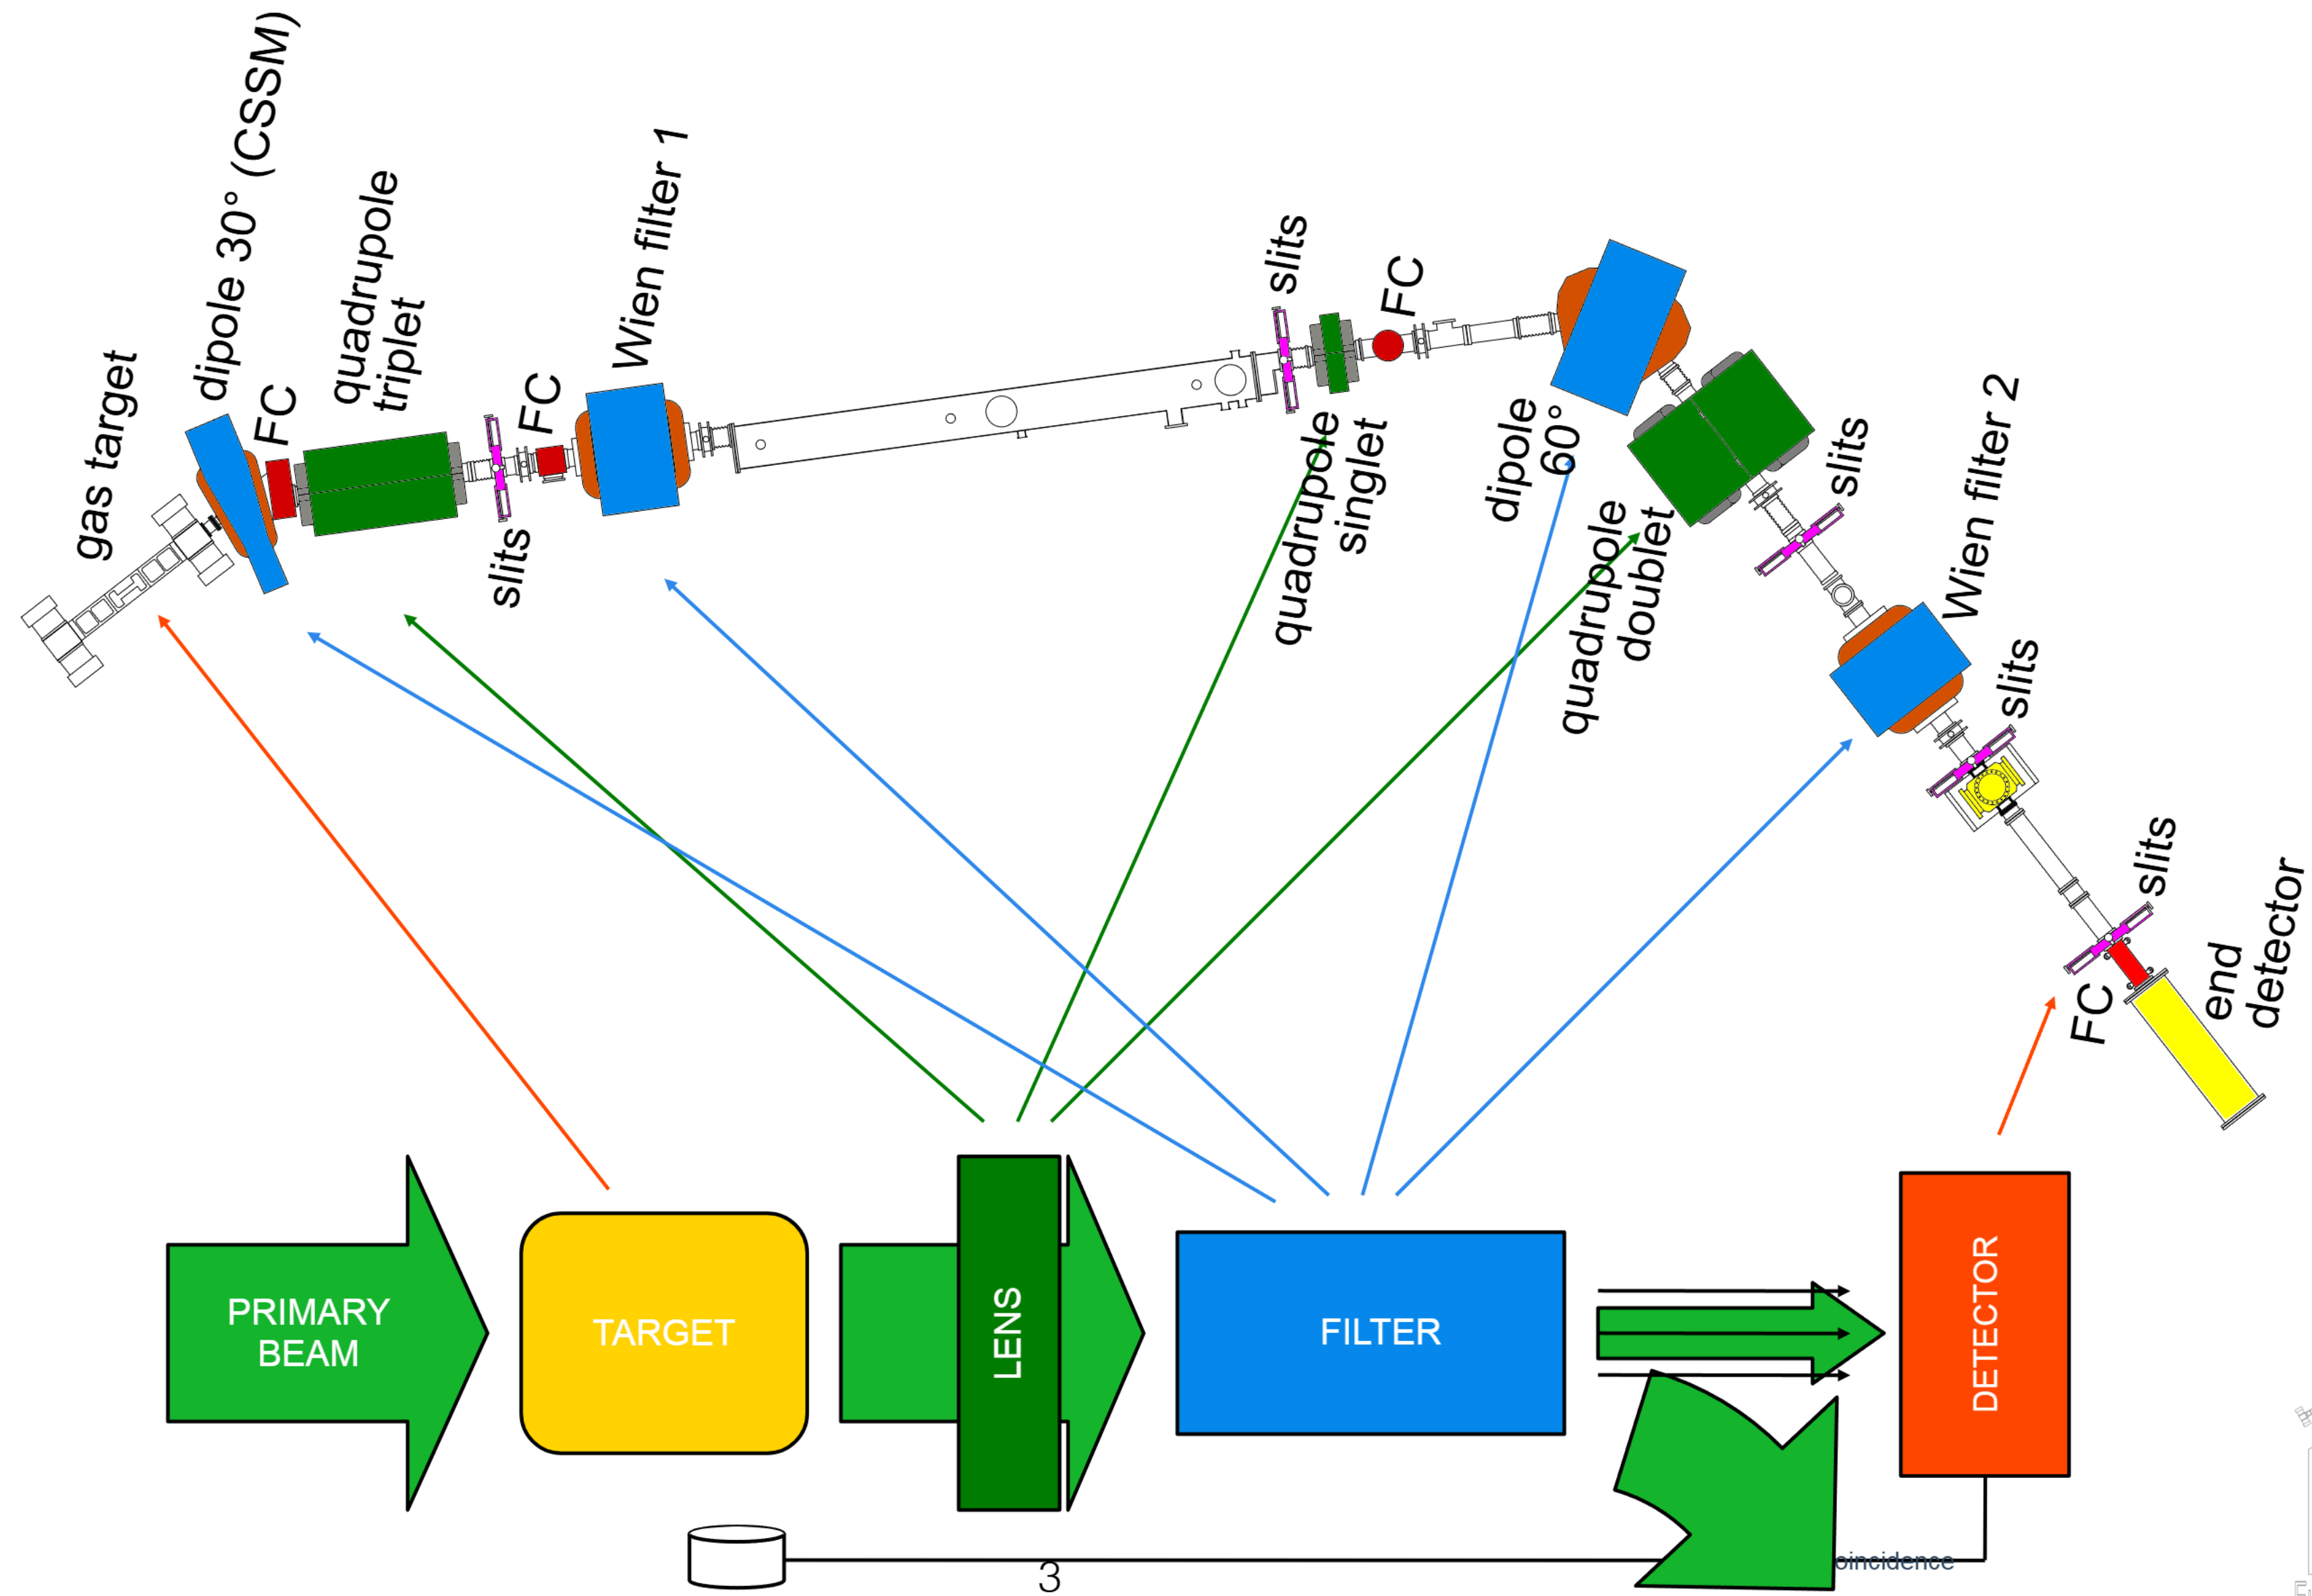 gas target
dipole 30° (CSSM)
FC
quadrupole
triplet
slits
FC
Wien filter 1
slits
quadrupole
singlet
FC
dipole
60°
quadrupole
doublet
slits
Wien filter 2
slits
slits
FC
end
detector
PRIMARY
BEAM
TARGET
LENS
FILTER
DETECTOR
oincidence
3